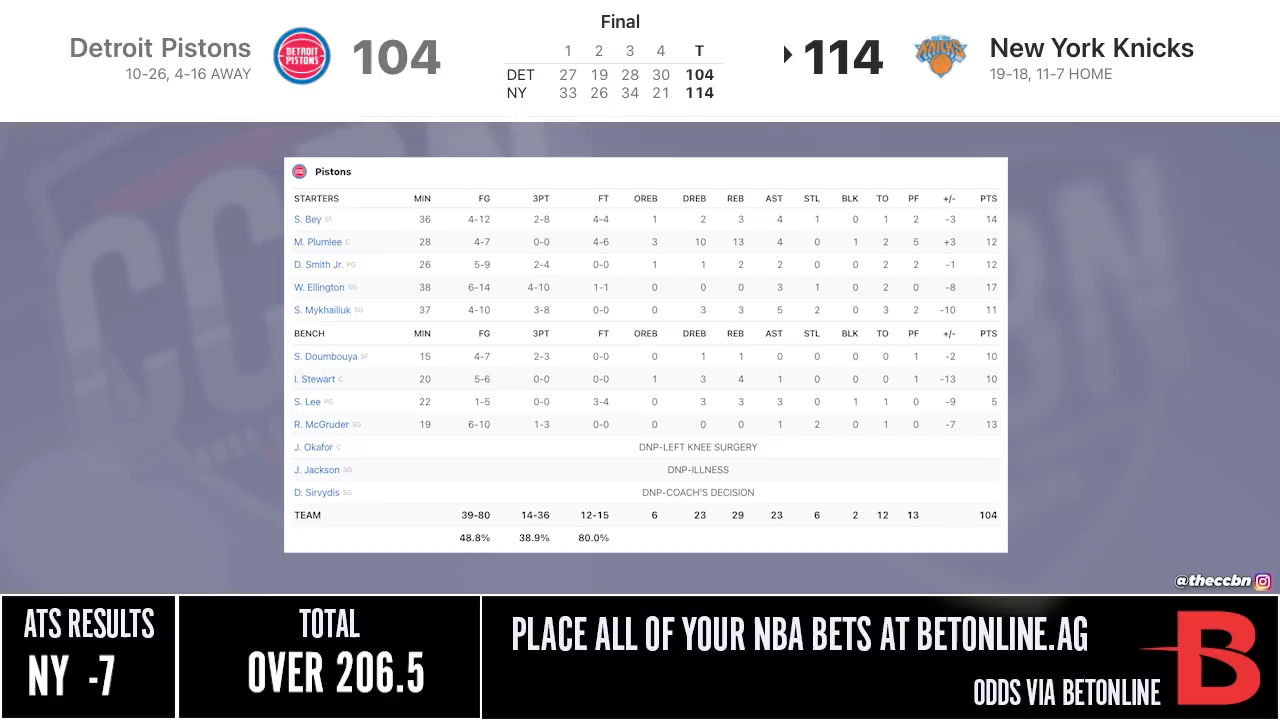 Final
Detroit Pistons 104 114 New York Knicks
10-26, 4-16 AWAY 19-18, 11-7 HOME
DETROIT PISTONS
NEW YORK KNICKS
1 2 3 4 T
DET 27 19 28 30 104
NY 33 26 34 21 114
Pistons
STARTERS MIN FG 3PT FT OREB DREB REB AST STL BLK TO PF +/- PTS
S. Bey SF 36 4-12 2-8 4-4 1 2 3 4 1 0 1 2 -3 14
M. Plumlee C 28 4-7 0-0 4-6 3 10 13 4 0 1 2 5 +3 12
D. Smith Jr. PG 26 5-9 2-4 0-0 1 1 2 2 0 0 2 2 -1 12
W. Ellington SG 38 6-14 4-10 1-1 0 0 0 3 1 0 2 0 -8 17
S. Mykhailiuk SG 37 4-10 3-8 0-0 0 3 3 5 2 0 3 2 -10 11
BENCH MIN FG 3PT FT OREB DREB REB AST STL BLK TO PF +/- PTS
S. Doumbouya SF 15 4-7 2-3 0-0 0 1 1 0 0 0 0 1 -2 10
I. Stewart C 20 5-6 0-0 0-0 1 3 4 1 0 0 0 1 -13 10
S. Lee PG 22 1-5 0-0 3-4 0 3 3 3 0 1 1 0 -9 5
R. McGruder SG 19 6-10 1-3 0-0 0 0 0 1 2 0 1 0 -7 13
J. Okafor C DNP-LEFT KNEE SURGERY
J. Jackson SG DNP-ILLNESS
D. Sirvydis SG DNP-COACH'S DECISION
TEAM 39-80 14-36 12-15 6 23 29 23 6 2 12 13 104
48.8% 38.9% 80.0%
CCBN
@theccbn
ATS RESULTS
NY -7
TOTAL
OVER 206.5
PLACE ALL OF YOUR NBA BETS AT BETONLINE.AG
ODDS VIA BETONLINE
B